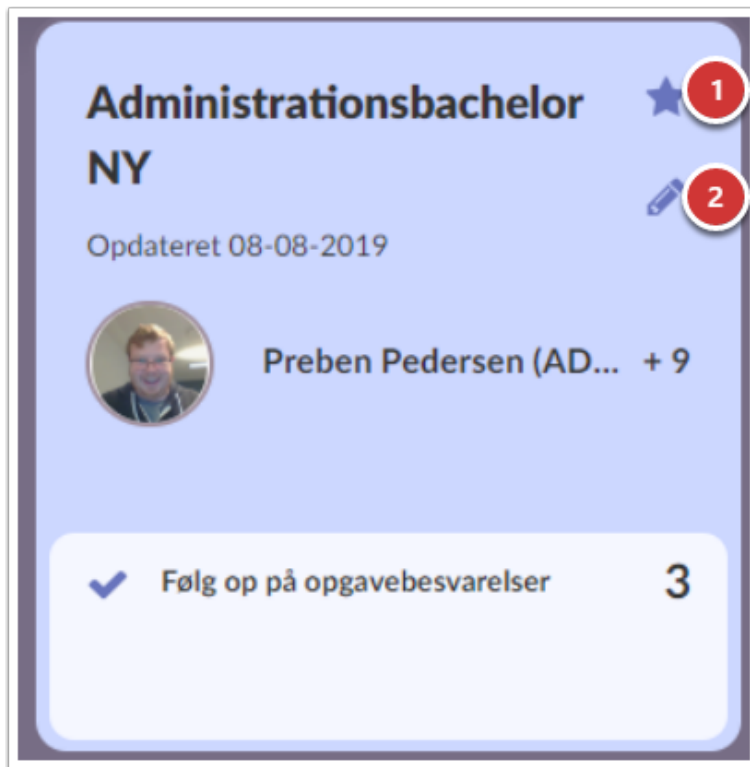 Administrationsbachelor
NY
1
2
Opdateret 08-08-2019
Preben Pedersen (AD... + 9
Følg op på opgavebesvarelser 3